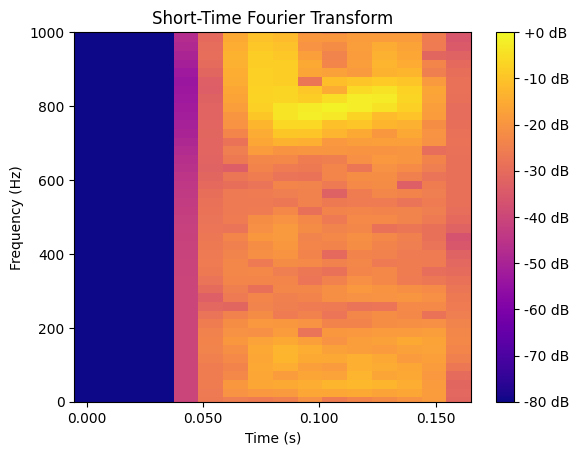 Short-Time Fourier Transform
1000
800
600
400
200
0
Frequency (Hz)
0.000
0.050
0.100
0.150
Time (s)
+0 dB
-10 dB
-20 dB
-30 dB
-40 dB
-50 dB
-60 dB
-70 dB
-80 dB